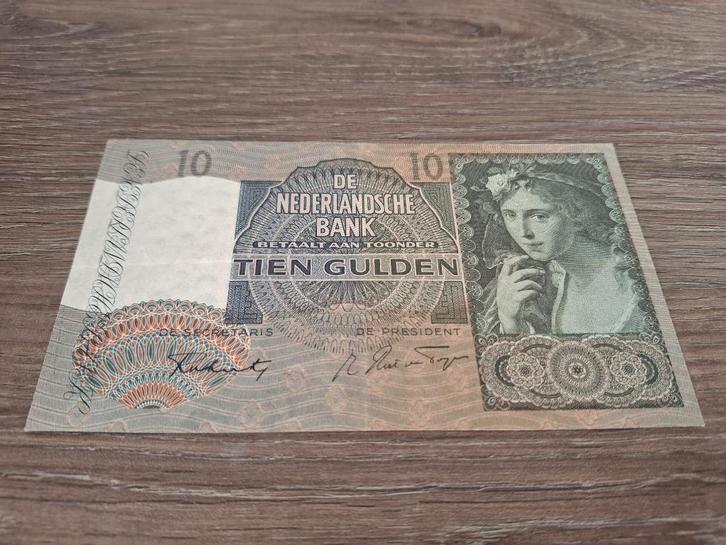 10 10
DE
NEDERLANDSCHE
BANK
BETAALT AAN TOONDER
TIEN GULDEN
DE SECRETARIS DE PRESIDENT